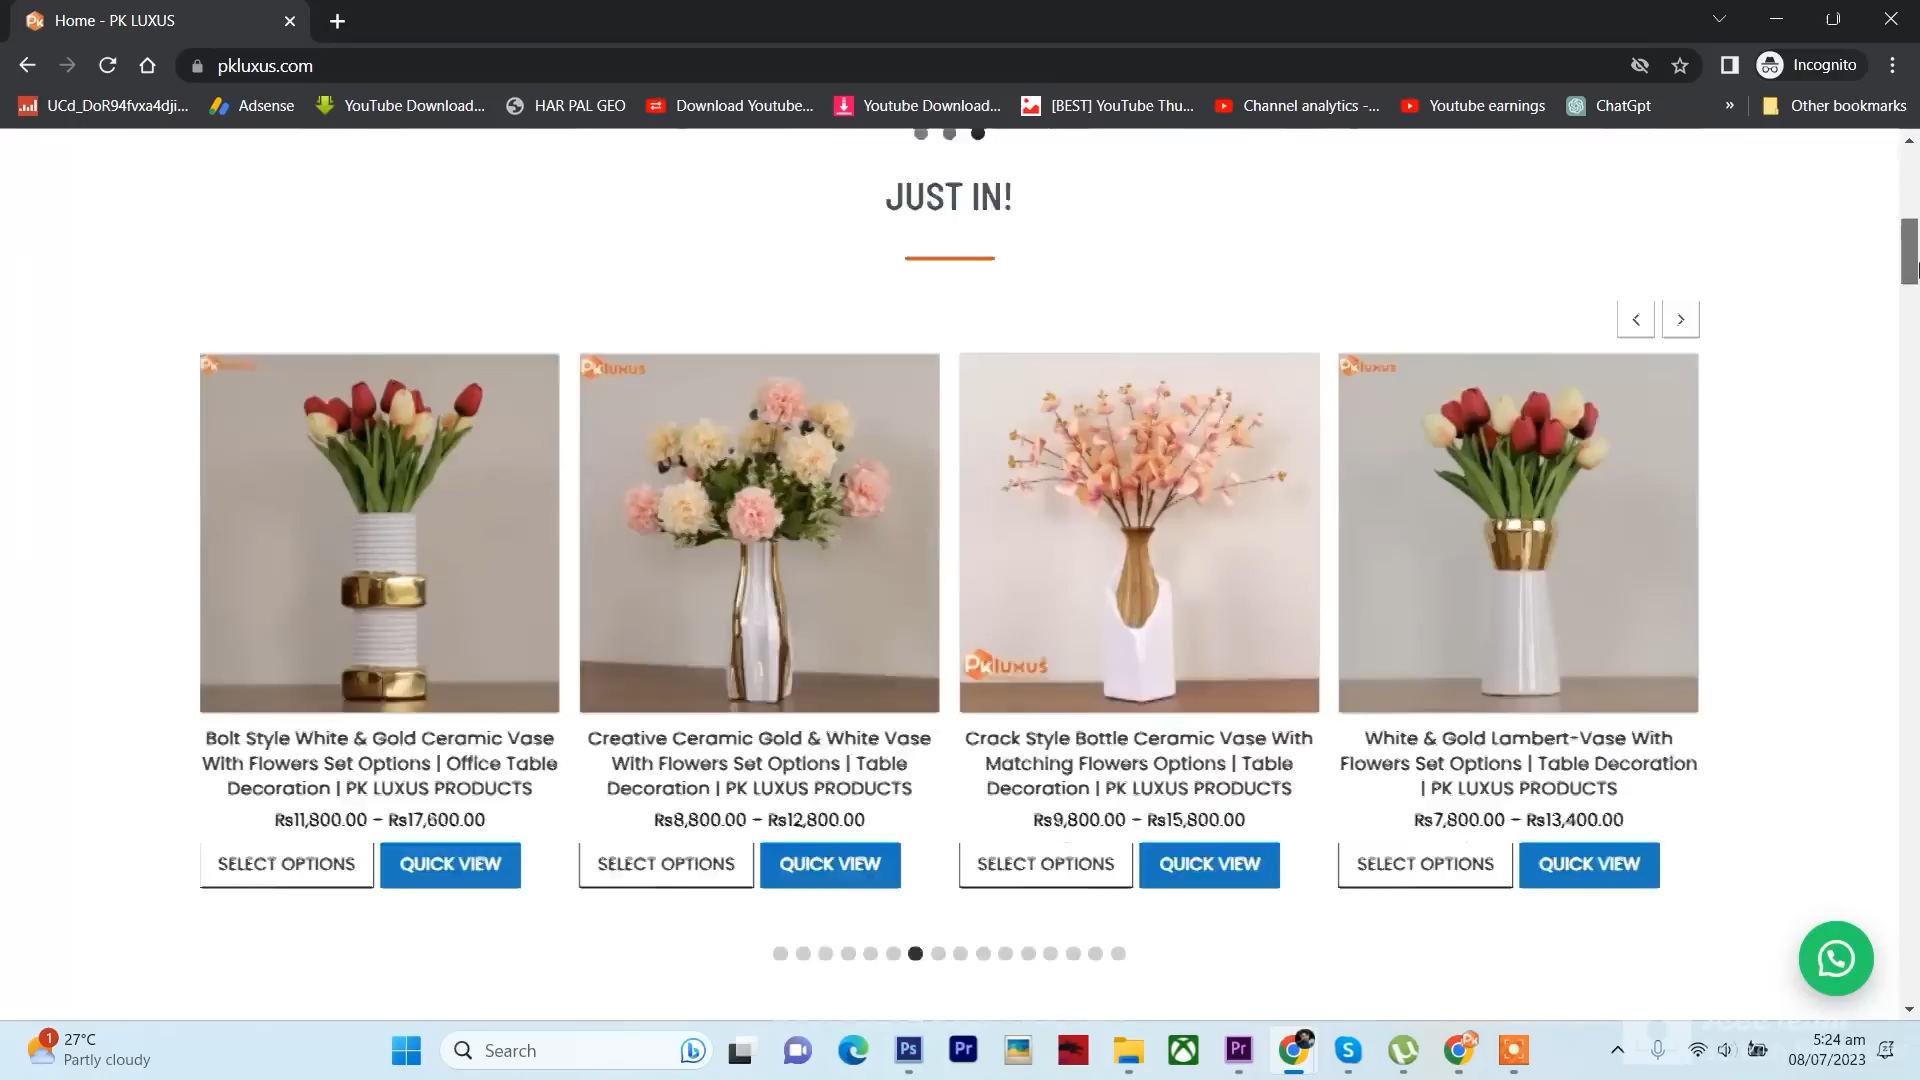 Home - PK LUXUS
pkluxus.com
Incognito
UCd_DoR94fvxa4dji...
Adsense
YouTube Download...
HAR PAL GEO
Download Youtube...
Youtube Download...
[BEST] YouTube Thu...
Channel analytics -...
Youtube earnings
ChatGpt
»
Other bookmarks
JUST IN!
Pkluxus
Pkluxus
Pkluxus
Bolt Style White & Gold Ceramic Vase
With Flowers Set Options | Office Table
Decoration | PK LUXUS PRODUCTS
Rs11,800.00 – Rs17,600.00
SELECT OPTIONS
QUICK VIEW
Creative Ceramic Gold & White Vase
With Flowers Set Options | Table
Decoration | PK LUXUS PRODUCTS
Rs8,800.00 – Rs12,800.00
SELECT OPTIONS
QUICK VIEW
Crack Style Bottle Ceramic Vase With
Matching Flowers Options | Table
Decoration | PK LUXUS PRODUCTS
Rs9,800.00 – Rs15,800.00
SELECT OPTIONS
QUICK VIEW
White & Gold Lambert-Vase With
Flowers Set Options | Table Decoration
| PK LUXUS PRODUCTS
Rs7,800.00 – Rs13,400.00
SELECT OPTIONS
QUICK VIEW
1
27°C
Partly cloudy
Search
Ps
Pr
Pr
5:24 am
08/07/2023